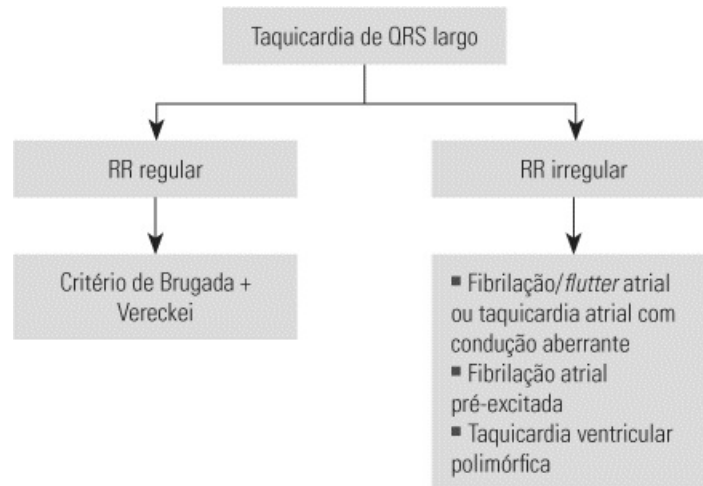 Taquicardia de QRS largo
RR regular
RR irregular
Critério de Brugada +
Vereckei
▪ Fibrilação/flutter atrial
ou taquicardia atrial com
condução aberrante
▪ Fibrilação atrial
pré-excitada
▪ Taquicardia ventricular
polimórfica